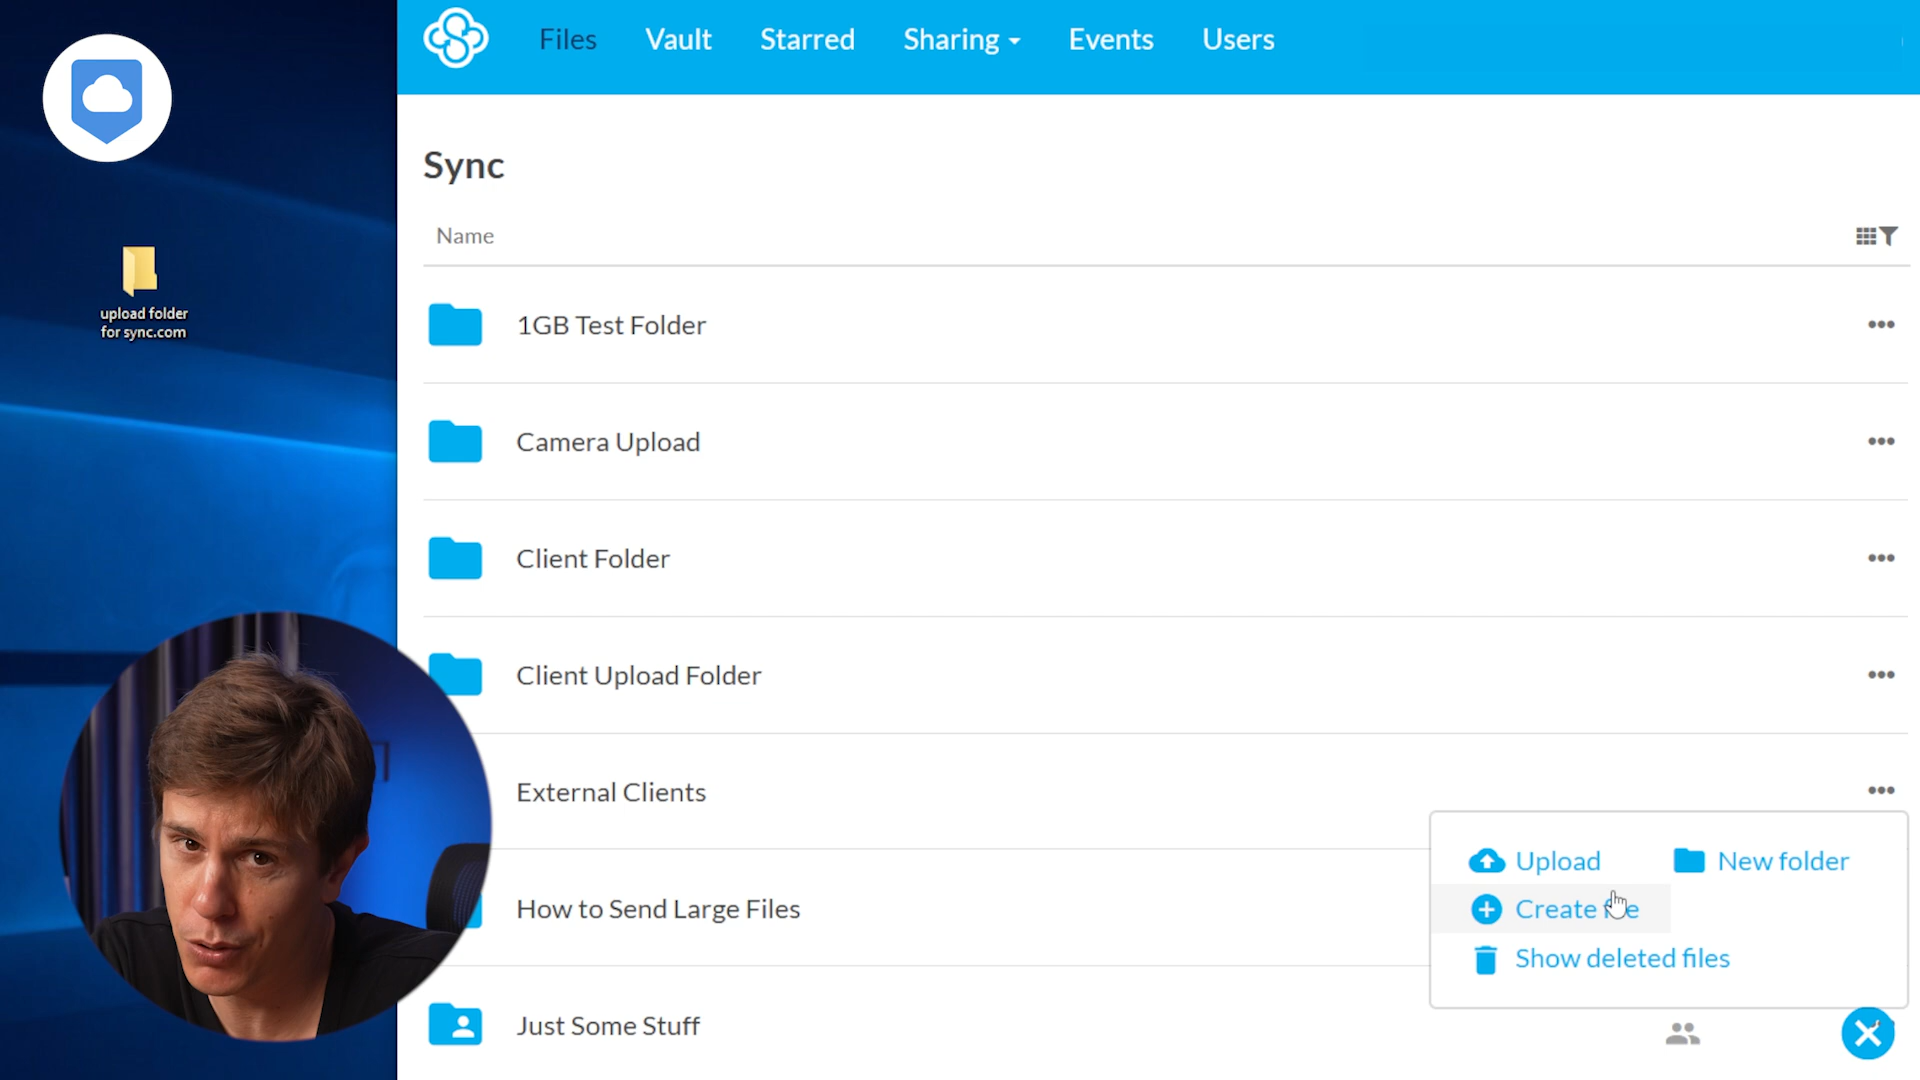 Files Vault Starred Sharing Events Users
upload folder
for sync.com
Sync
Name
1GB Test Folder
Camera Upload
Client Folder
Client Upload Folder
External Clients
How to Send Large Files
Just Some Stuff
Upload New folder
Create file
Show deleted files